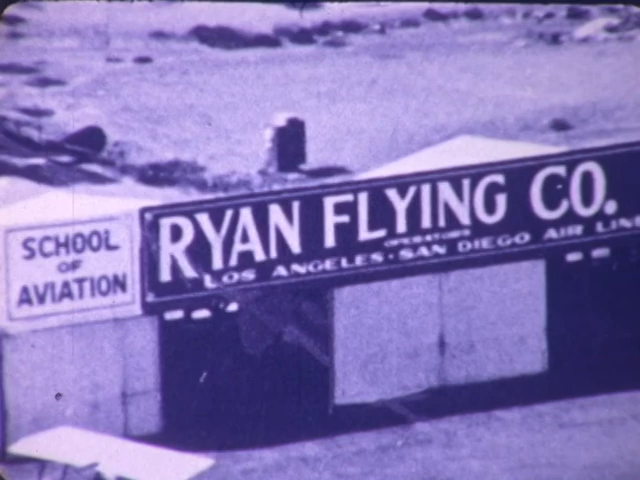 SCHOOL
OF
AVIATION
RYAN FLYING CO.
OPERATORS
LOS ANGELES · SAN DIEGO AIR LINE